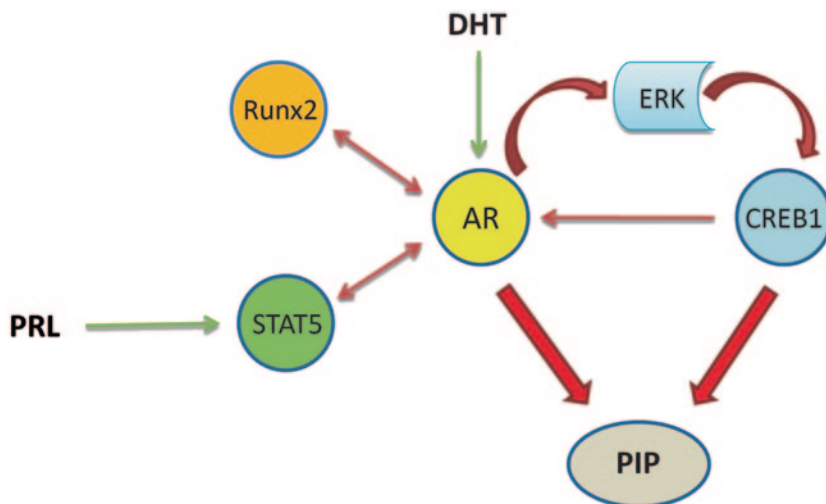 DHT
ERK
Runx2
AR
CREB1
PRL
STAT5
PIP